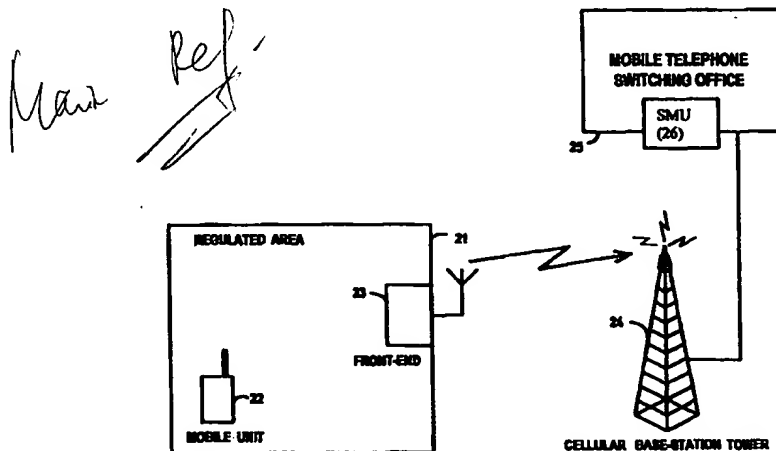 Main Ref.
MOBILE TELEPHONE
SWITCHING OFFICE
SMU
(26)
25
REGULATED AREA
21
23
24
FRONT-END
22
MOBILE UNIT
CELLULAR BASE-STATION TOWER